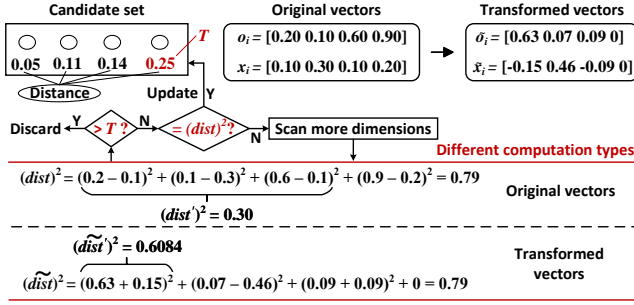 Candidate set
Original vectors
Transformed vectors
T
0.05 0.11 0.14 0.25
Distance
oᵢ = [0.20 0.10 0.60 0.90]
xᵢ = [0.10 0.30 0.10 0.20]
õᵢ = [0.63 0.07 0.09 0]
x̃ᵢ = [-0.15 0.46 -0.09 0]
Update
Y
Discard
Y
> T ?
N
= (dist)² ?
N
Scan more dimensions
Different computation types
(dist)² = (0.2 – 0.1)² + (0.1 – 0.3)² + (0.6 – 0.1)² + (0.9 – 0.2)² = 0.79
Original vectors
(dist′)² = 0.30
(d̃ist′)² = 0.6084
Transformed
vectors
(d̃ist)² = (0.63 + 0.15)² + (0.07 – 0.46)² + (0.09 + 0.09)² + 0 = 0.79